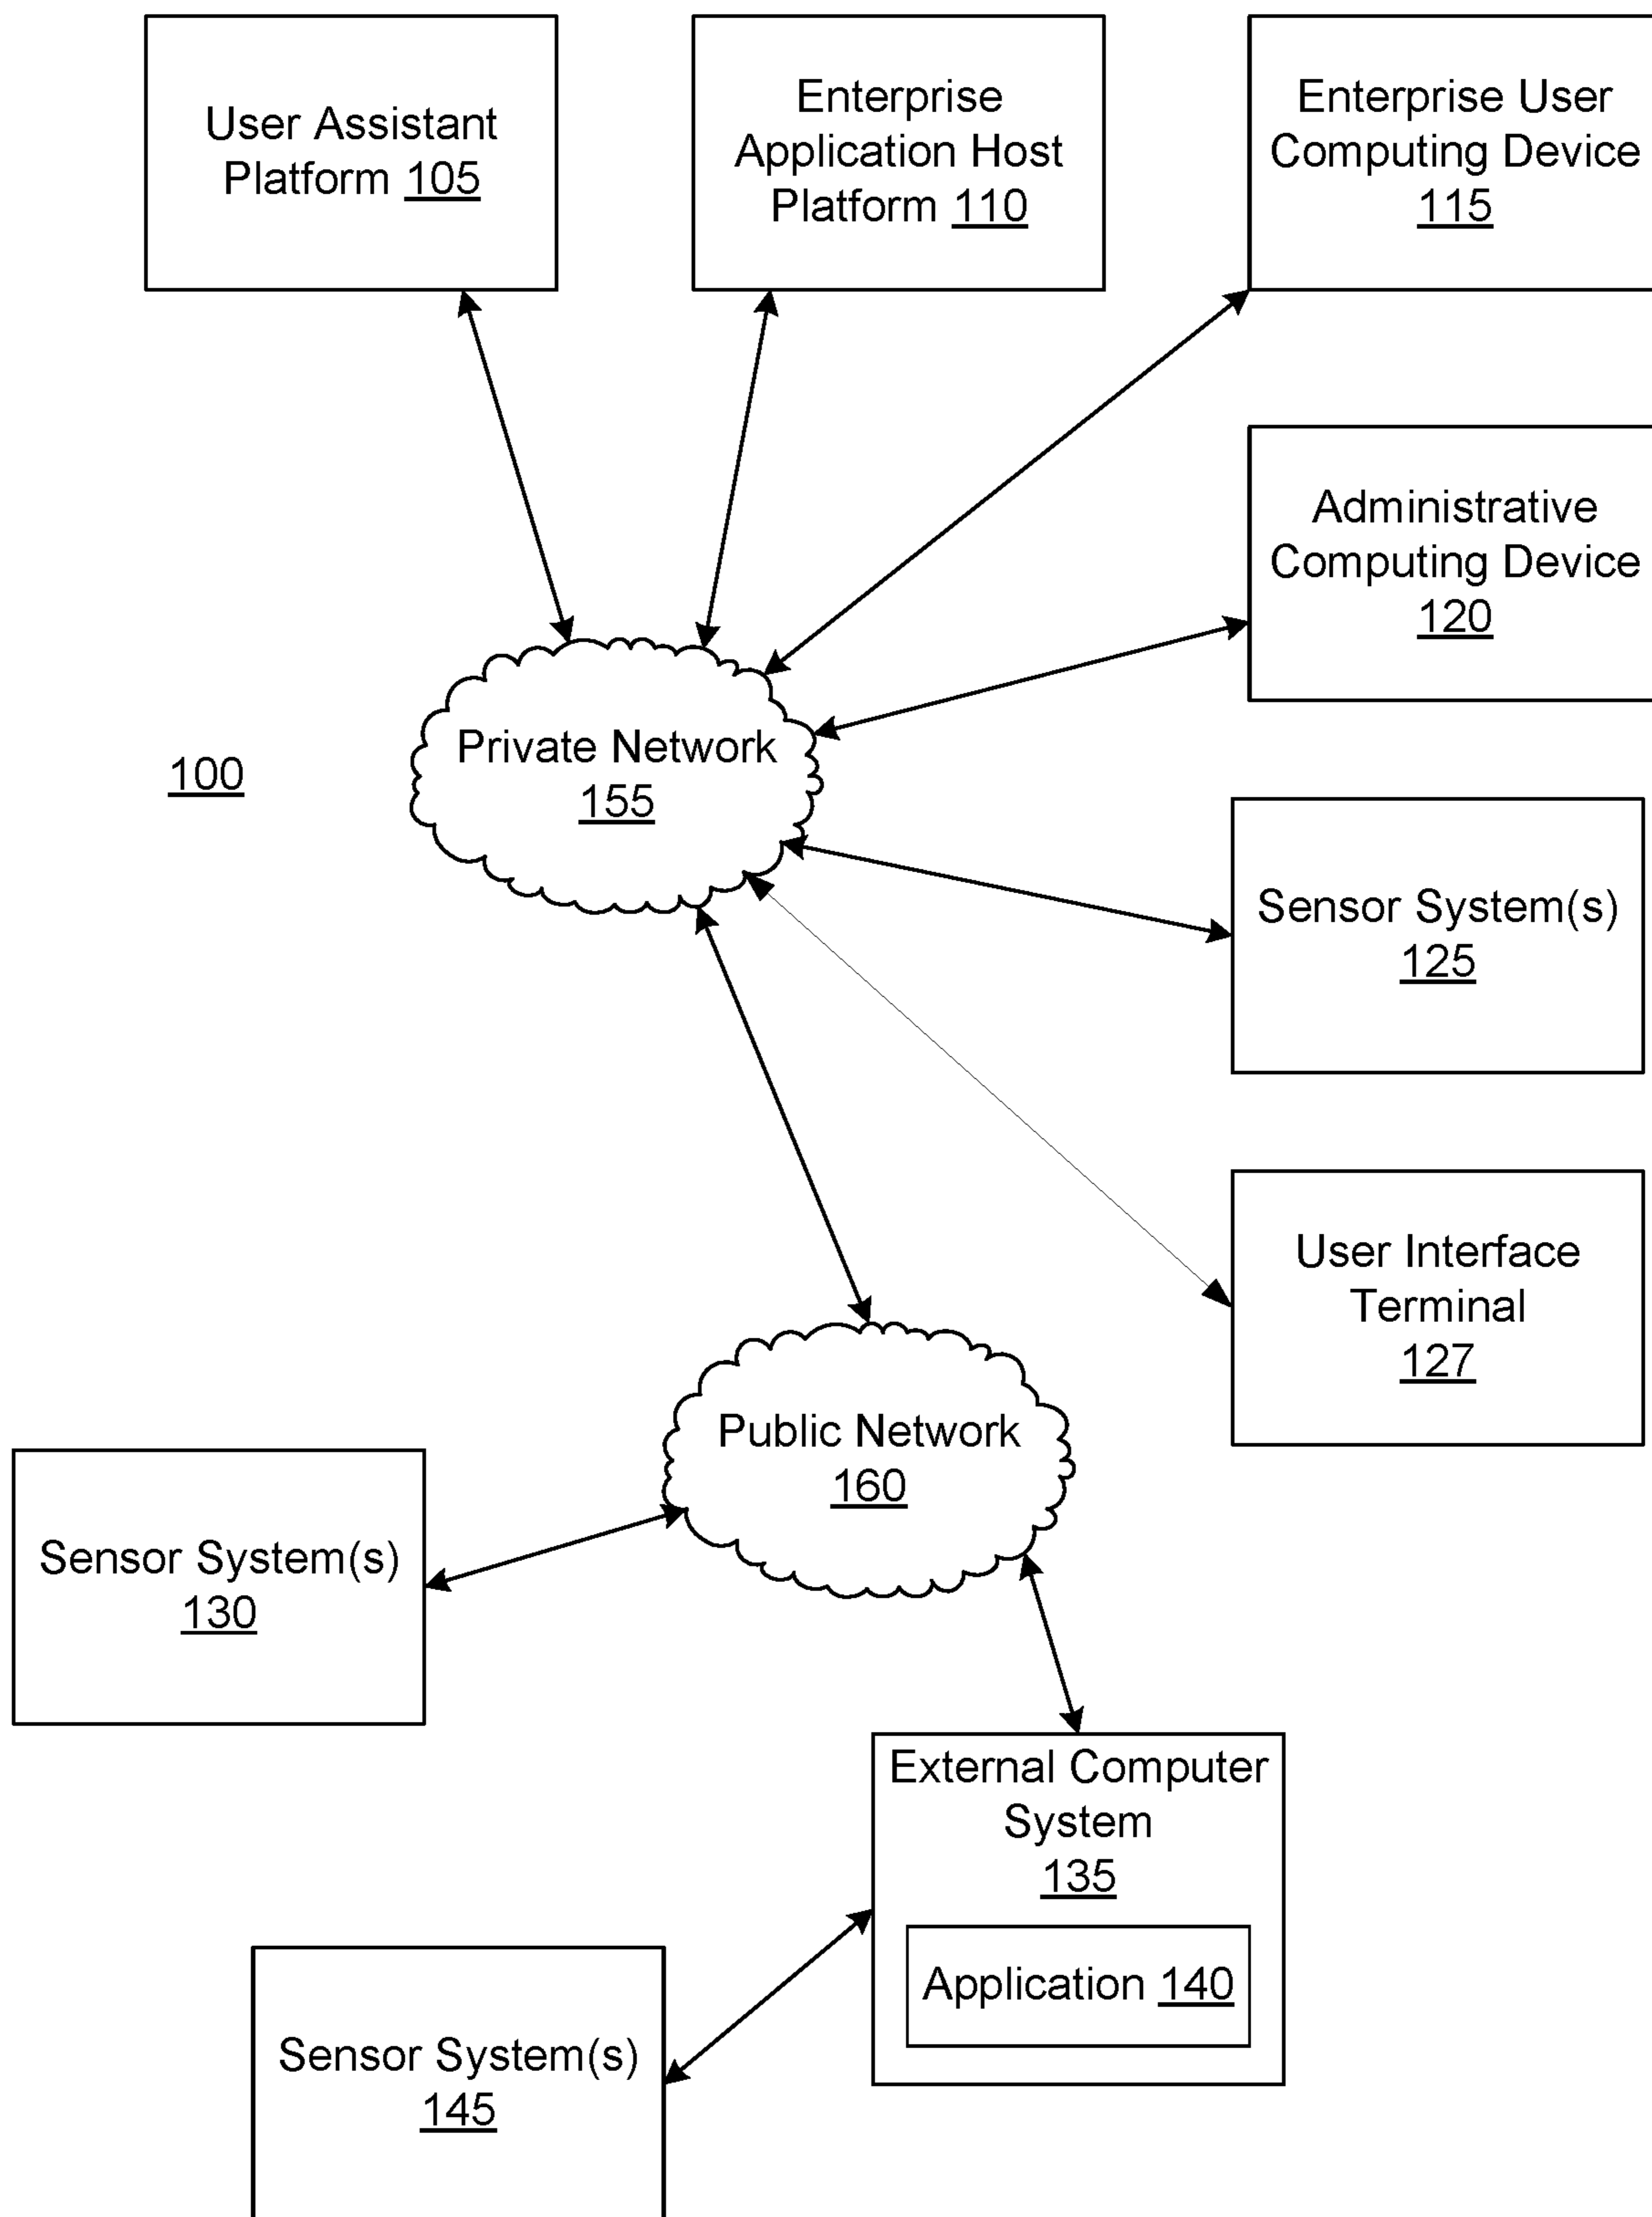 User Assistant
Platform 105
Enterprise
Application Host
Platform 110
Enterprise User
Computing Device
115
Administrative
Computing Device
120
Private Network
155
100
Sensor System(s)
125
User Interface
Terminal
127
Public Network
160
Sensor System(s)
130
External Computer
System
135
Application 140
Sensor System(s)
145